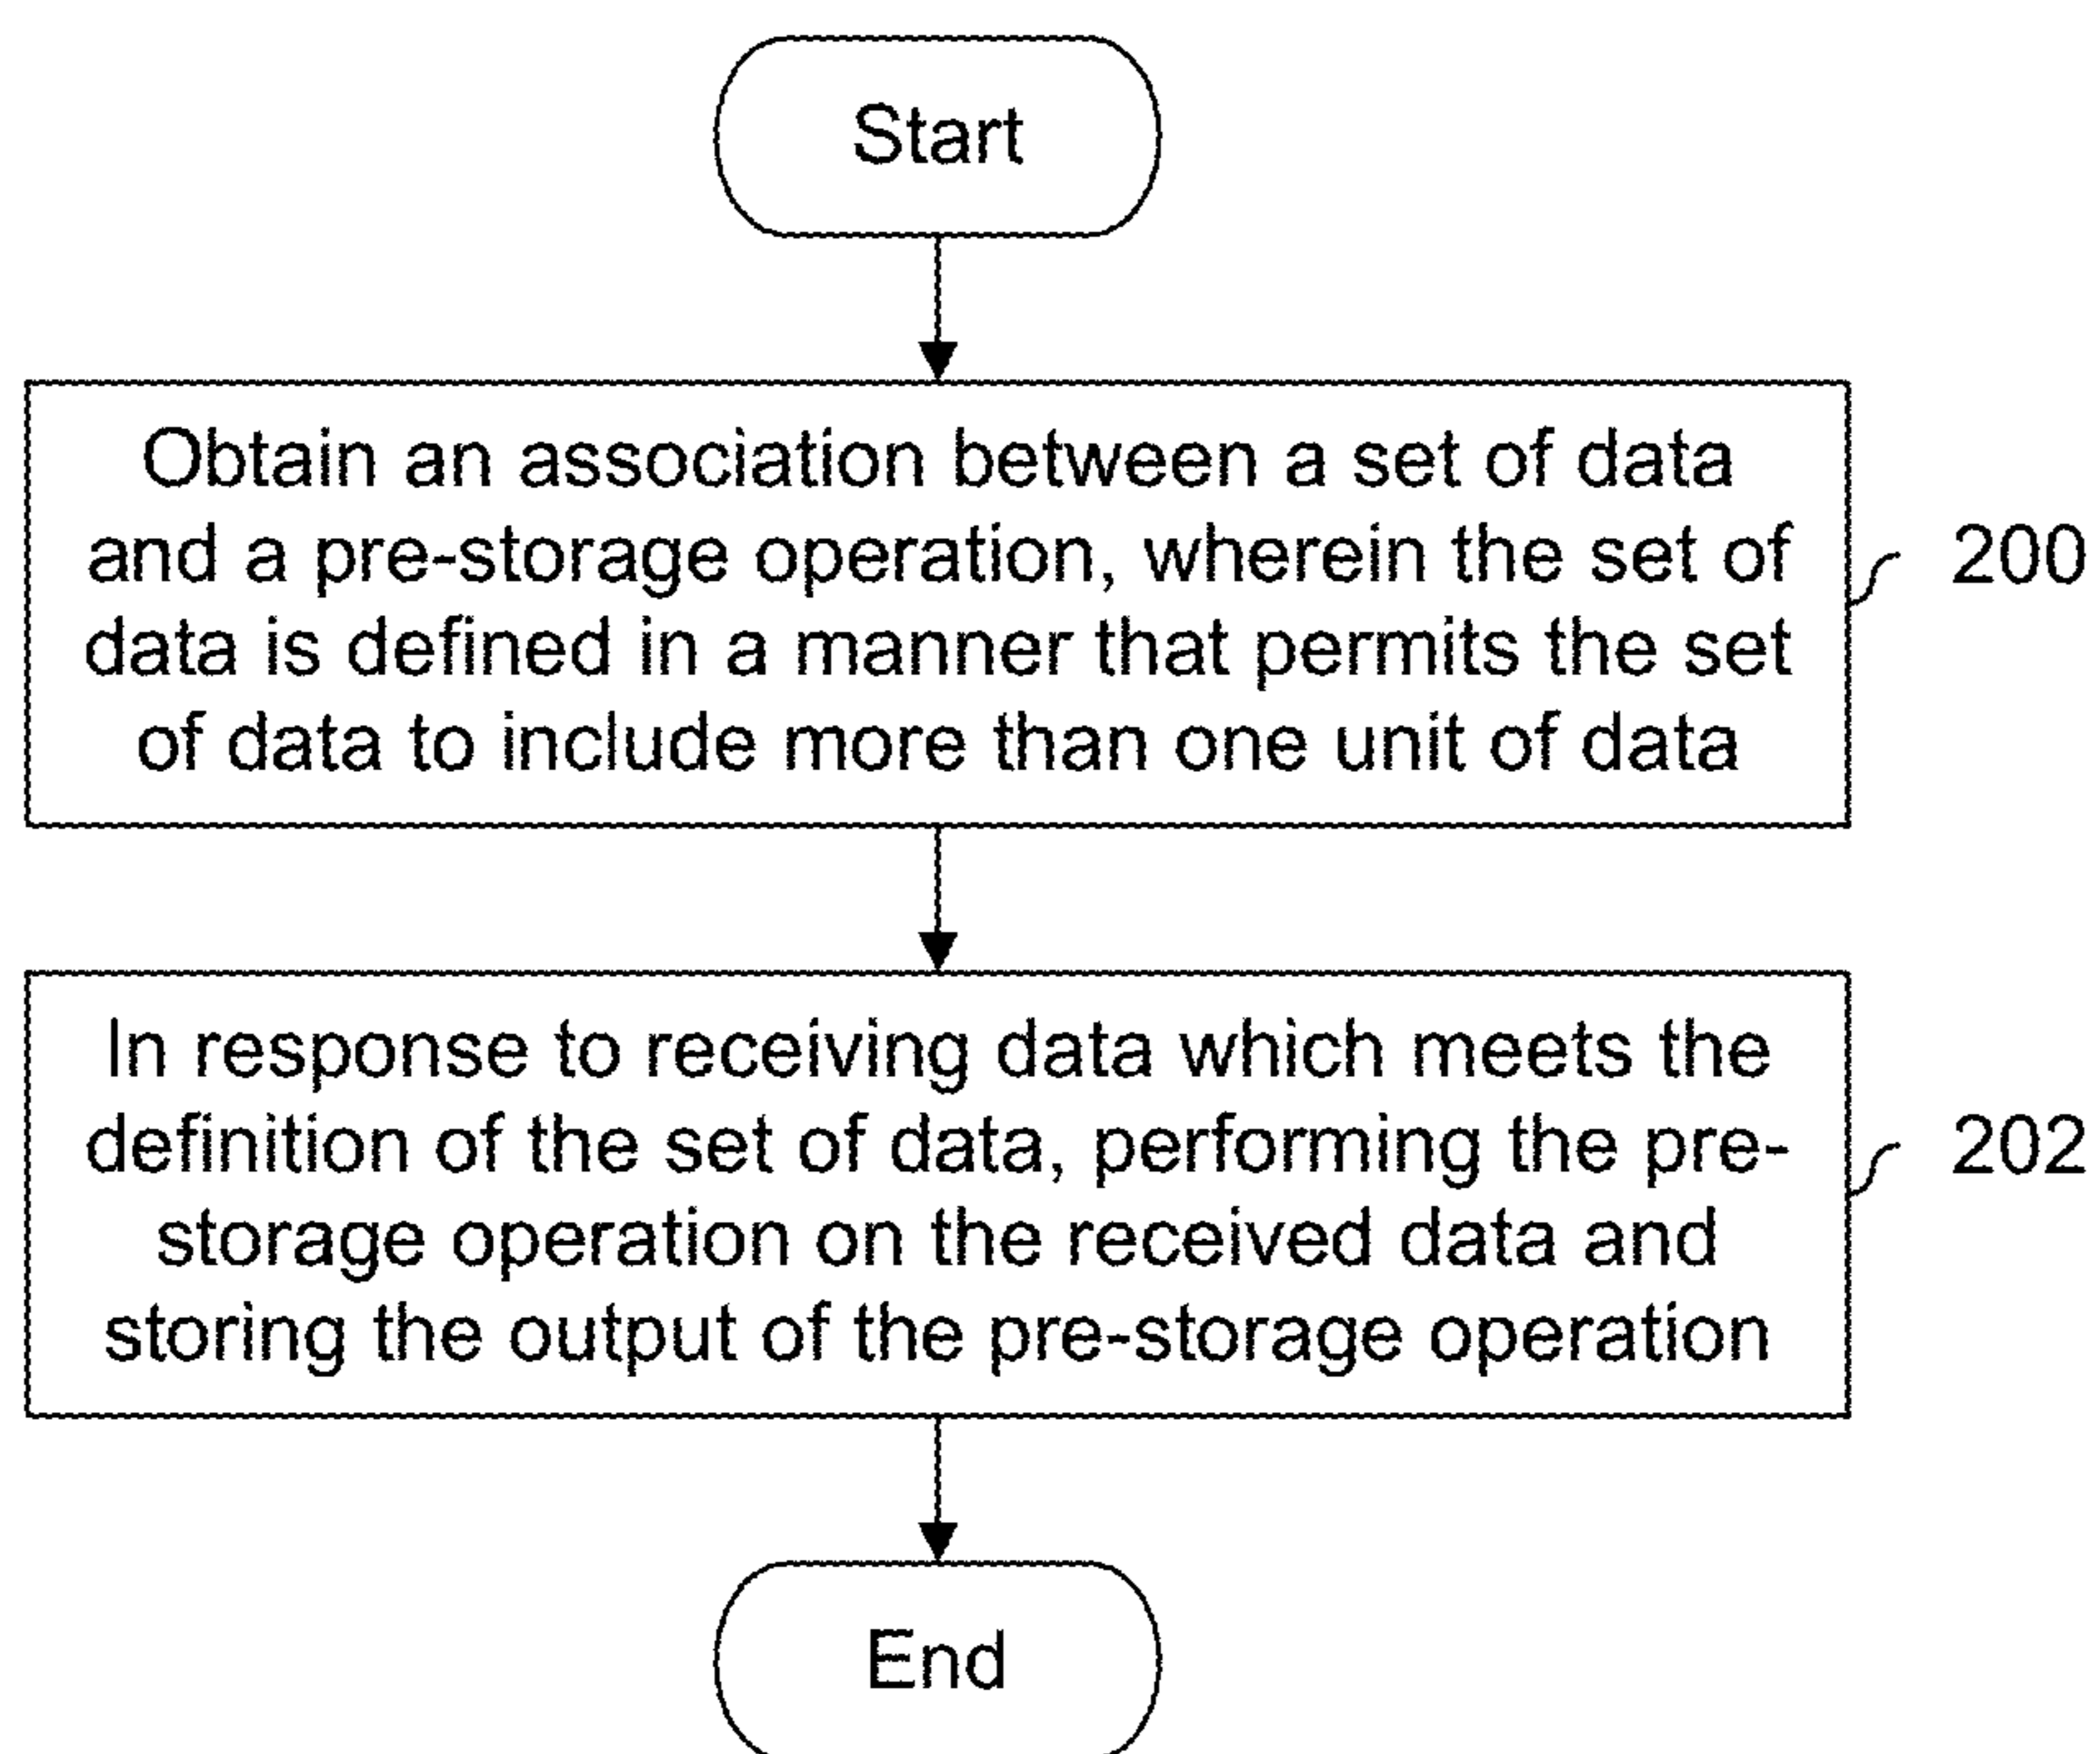 Start
Obtain an association between a set of data
and a pre-storage operation, wherein the set of
data is defined in a manner that permits the set
of data to include more than one unit of data
200
In response to receiving data which meets the
definition of the set of data, performing the pre-
storage operation on the received data and
storing the output of the pre-storage operation
202
End